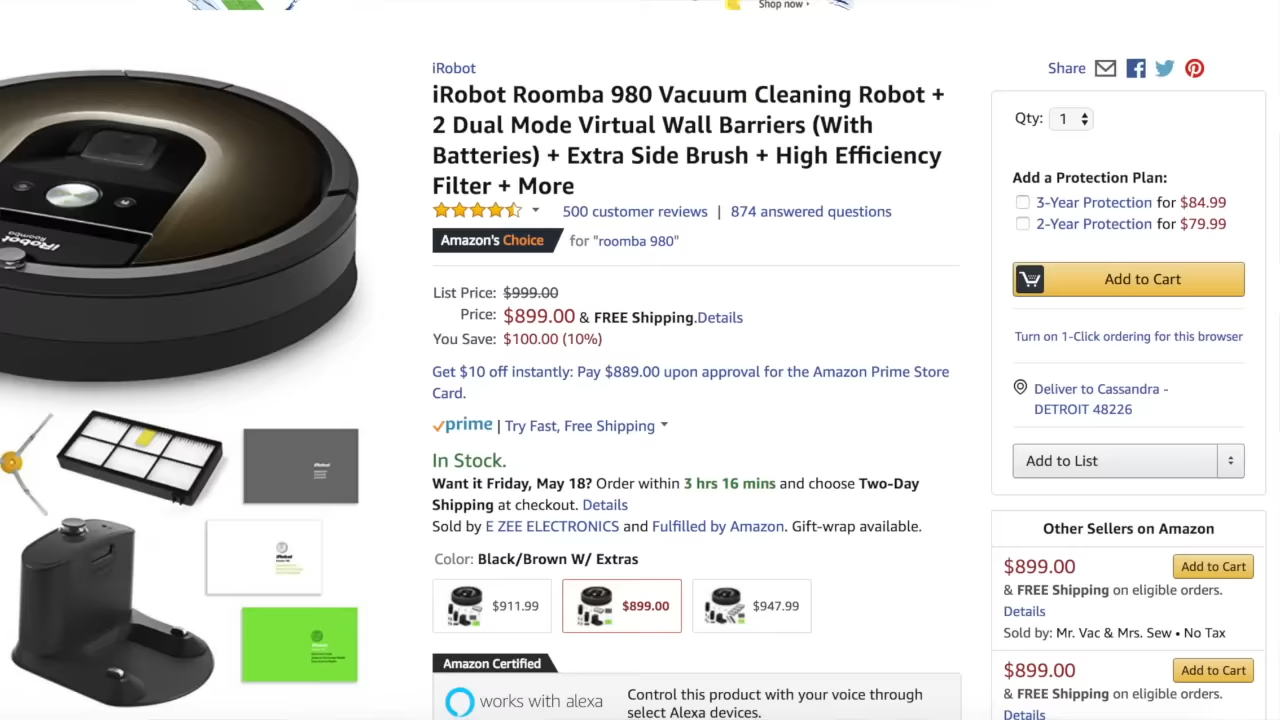 Shop now ›
iRobot
iRobot Roomba 980 Vacuum Cleaning Robot +
2 Dual Mode Virtual Wall Barriers (With
Batteries) + Extra Side Brush + High Efficiency
Filter + More
500 customer reviews | 874 answered questions
Amazon's Choice for "roomba 980"
List Price: $999.00
Price: $899.00 & FREE Shipping. Details
You Save: $100.00 (10%)
Get $10 off instantly: Pay $889.00 upon approval for the Amazon Prime Store
Card.
prime | Try Fast, Free Shipping
In Stock.
Want it Friday, May 18? Order within 3 hrs 16 mins and choose Two-Day
Shipping at checkout. Details
Sold by E ZEE ELECTRONICS and Fulfilled by Amazon. Gift-wrap available.
Color: Black/Brown W/ Extras
$911.99
$899.00
$947.99
Amazon Certified
works with alexa
Control this product with your voice through
select Alexa devices.
Share
Qty: 1
Add a Protection Plan:
3-Year Protection for $84.99
2-Year Protection for $79.99
Add to Cart
Turn on 1-Click ordering for this browser
Deliver to Cassandra -
DETROIT 48226
Add to List
Other Sellers on Amazon
$899.00 Add to Cart
& FREE Shipping on eligible orders.
Details
Sold by: Mr. Vac & Mrs. Sew • No Tax
$899.00 Add to Cart
& FREE Shipping on eligible orders.
Details
iRobot
Roomba
iRobot
iRobot